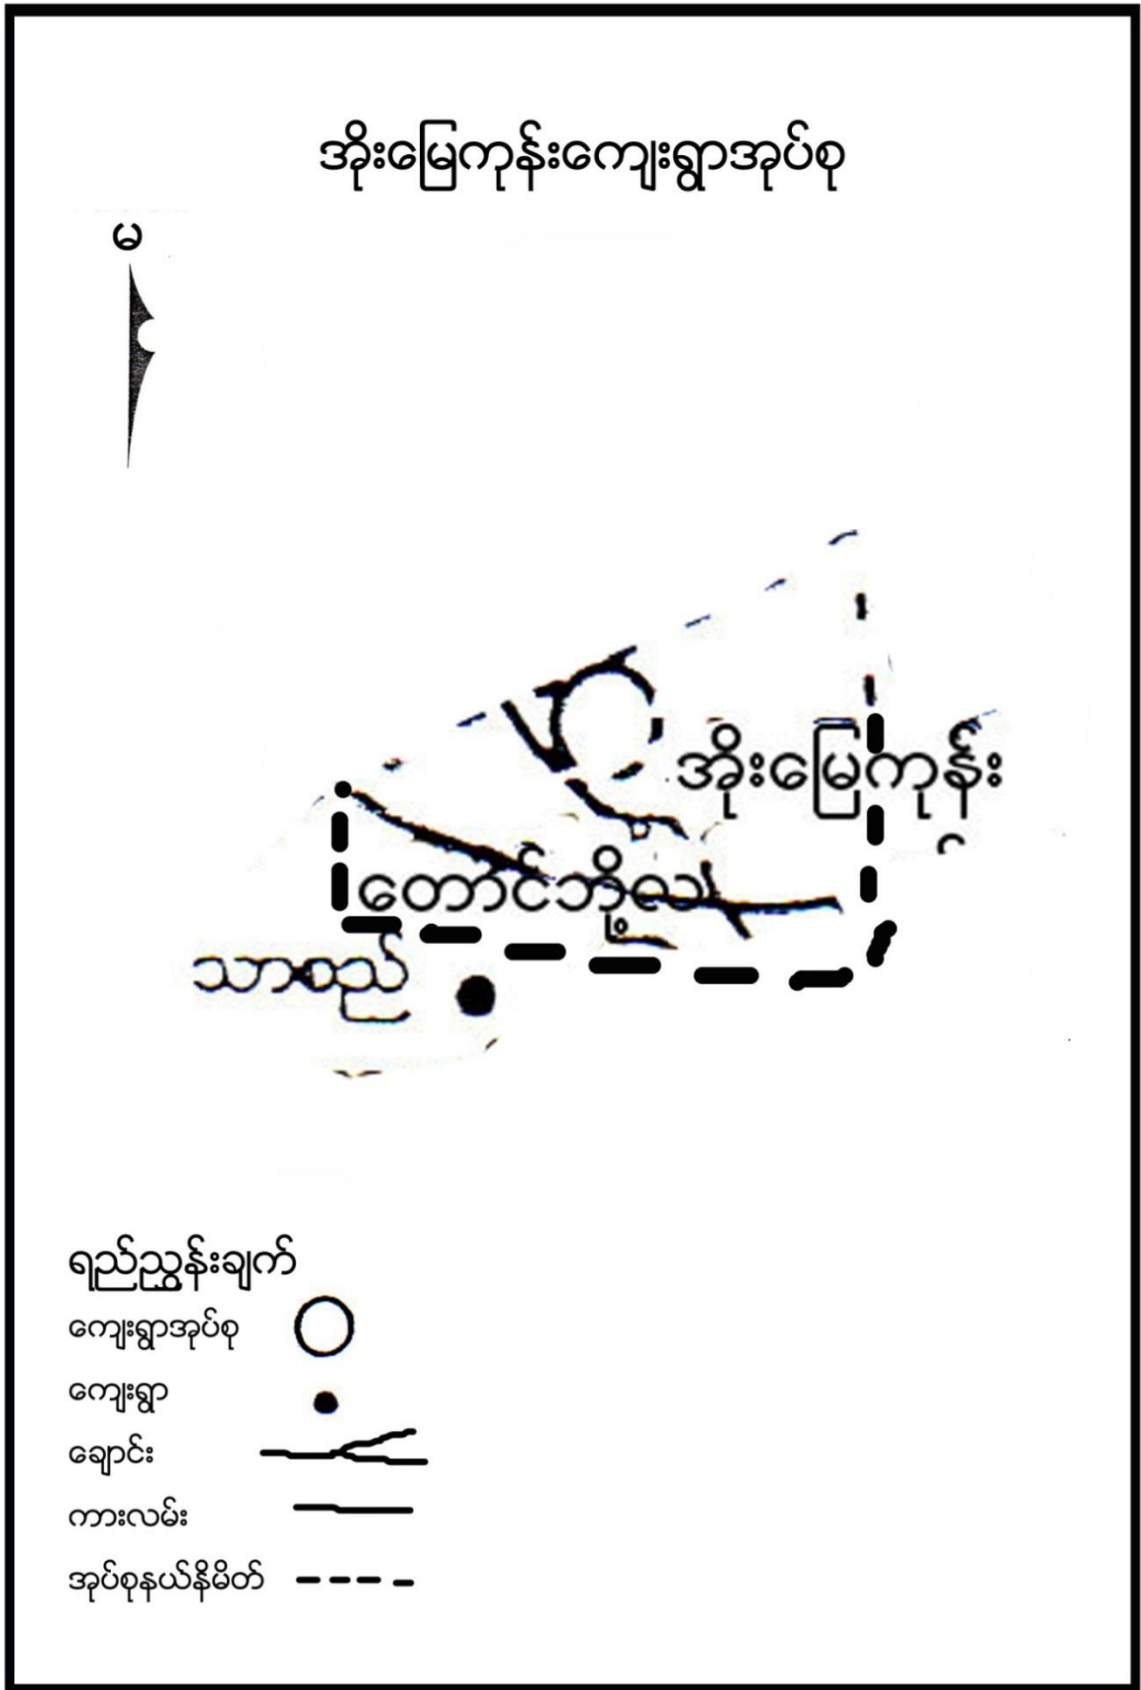 အိုးမြေကုန်းကျေးရွာအုပ်စု
မ
အိုးမြေကုန်း
တောင်ဘို့လှ
သာစည်
ရည်ညွှန်းချက်
ကျေးရွာအုပ်စု
ကျေးရွာ
ချောင်း
ကားလမ်း
အုပ်စုနယ်နိမိတ်